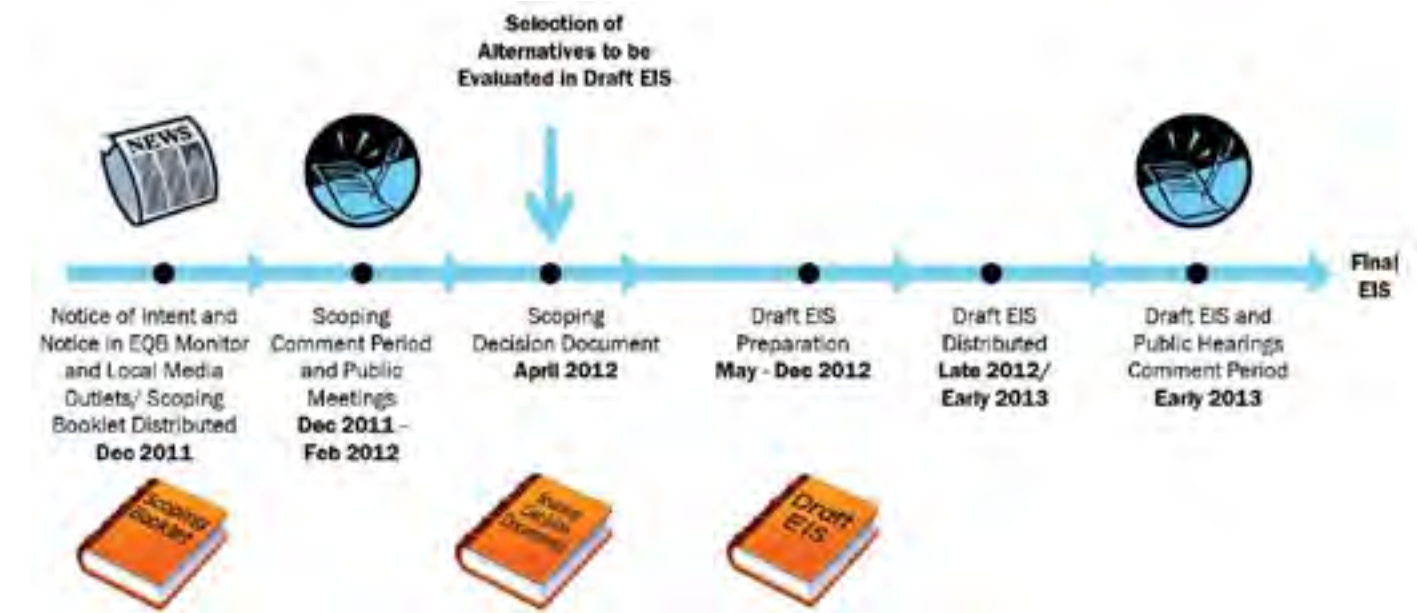 Selection of
Alternatives to be
Evaluated in Draft EIS
NEWS
Final
EIS
Notice of Intent and
Notice in EQB Monitor
and Local Media
Outlets/ Scoping
Booklet Distributed
Dec 2011
Scoping
Comment Period
and Public
Meetings
Dec 2011 -
Feb 2012
Scoping
Decision Document
April 2012
Draft EIS
Preparation
May - Dec 2012
Draft EIS
Distributed
Late 2012/
Early 2013
Draft EIS and
Public Hearings
Comment Period
Early 2013
Scoping
Booklet
Scoping
Decision
Document
Draft
EIS